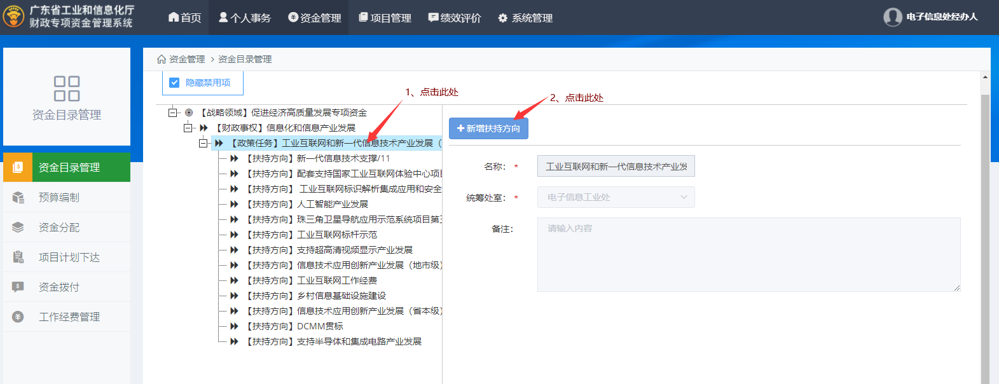 广东省工业和信息化厅
财政专项资金管理系统
首页
个人事务
资金管理
项目管理
绩效评价
系统管理
电子信息处经办人
资金目录管理
资金目录管理
预算编制
资金分配
项目计划下达
资金拨付
工作经费管理
资金管理 > 资金目录管理
隐藏禁用项
1、点击此处
2、点击此处
【战略领域】促进经济高质量发展专项资金
【财政事权】信息化和信息产业发展
【政策任务】工业互联网和新一代信息技术产业发展（
【扶持方向】新一代信息技术支撑/11
【扶持方向】配套支持国家工业互联网体验中心项目
【扶持方向】 工业互联网标识解析集成应用和安全
【扶持方向】人工智能产业发展
【扶持方向】珠三角卫星导航应用示范系统项目第
【扶持方向】工业互联网标杆示范
【扶持方向】支持超高清视频显示产业发展
【扶持方向】信息技术应用创新产业发展（地市级）
【扶持方向】工业互联网工作经费
【扶持方向】乡村信息基础设施建设
【扶持方向】信息技术应用创新产业发展（省本级）
【扶持方向】DCMM贯标
【扶持方向】支持半导体和集成电路产业发展
新增扶持方向
名称： *
工业互联网和新一代信息技术产业发
统筹处室： *
电子信息工业处
备注：
请输入内容